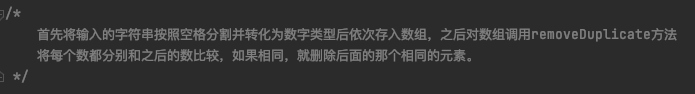 /*
首先将输入的字符串按照空格分割并转化为数字类型后依次存入数组，之后对数组调用removeDuplicate方法
将每个数都分别和之后的数比较，如果相同，就删除后面的那个相同的元素。
*/